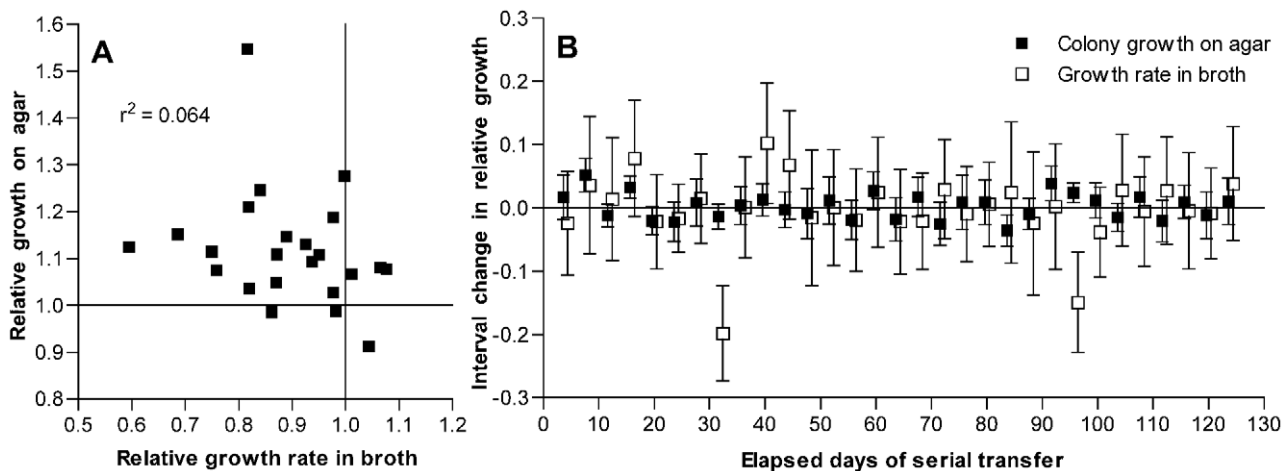 A
r² = 0.064
1.6
1.5
1.4
1.3
1.2
1.1
1.0
0.9
0.8
Relative growth on agar
0.5 0.6 0.7 0.8 0.9 1.0 1.1 1.2
Relative growth rate in broth
B
Colony growth on agar
Growth rate in broth
0.3
0.2
0.1
0.0
-0.1
-0.2
-0.3
Interval change in relative growth
0 10 20 30 40 50 60 70 80 90 100 110 120 130
Elapsed days of serial transfer